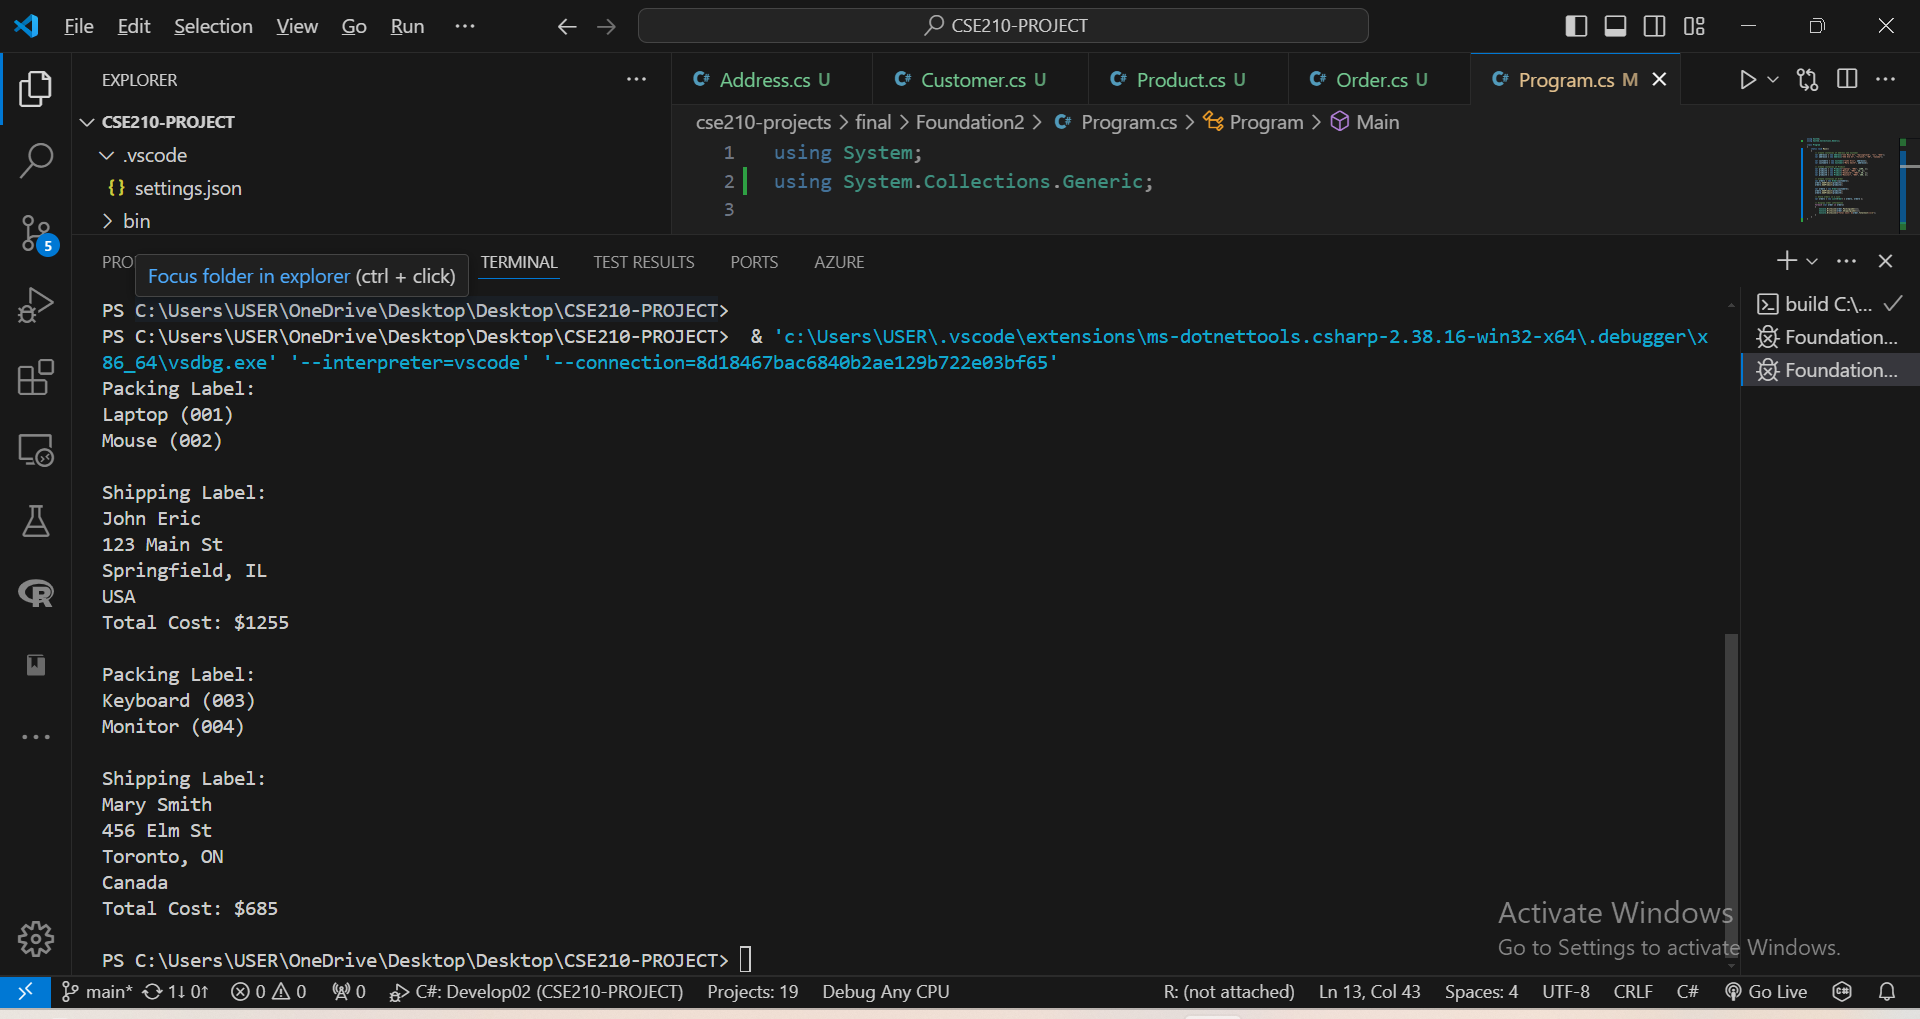 File Edit Selection View Go Run ··· CSE210-PROJECT
EXPLORER ···
CSE210-PROJECT
.vscode
{} settings.json
bin
C# Address.cs U C# Customer.cs U C# Product.cs U C# Order.cs U C# Program.cs M
cse210-projects > final > Foundation2 > C# Program.cs > Program > Main
1 using System;
2 using System.Collections.Generic;
3
PRO TERMINAL TEST RESULTS PORTS AZURE
Focus folder in explorer (ctrl + click)
PS C:\Users\USER\OneDrive\Desktop\Desktop\CSE210-PROJECT>
PS C:\Users\USER\OneDrive\Desktop\Desktop\CSE210-PROJECT> & 'c:\Users\USER\.vscode\extensions\ms-dotnettools.csharp-2.38.16-win32-x64\.debugger\x
86_64\vsdbg.exe' '--interpreter=vscode' '--connection=8d18467bac6840b2ae129b722e03bf65'
Packing Label:
Laptop (001)
Mouse (002)
Shipping Label:
John Eric
123 Main St
Springfield, IL
USA
Total Cost: $1255
Packing Label:
Keyboard (003)
Monitor (004)
Shipping Label:
Mary Smith
456 Elm St
Toronto, ON
Canada
Total Cost: $685
PS C:\Users\USER\OneDrive\Desktop\Desktop\CSE210-PROJECT>
build C:\...
Foundation...
Foundation...
5
R
Activate Windows
Go to Settings to activate Windows.
main* 1↓ 0↑ 0 0 0 C#: Develop02 (CSE210-PROJECT) Projects: 19 Debug Any CPU R: (not attached) Ln 13, Col 43 Spaces: 4 UTF-8 CRLF C# Go Live